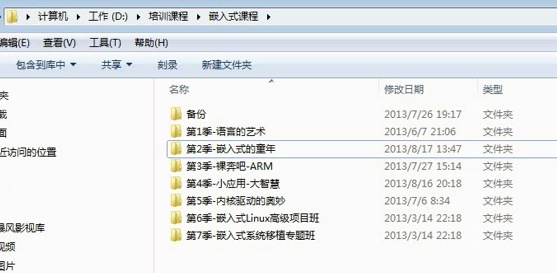 计算机 ▸ 工作 (D:) ▸ 培训课程 ▸ 嵌入式课程
编辑(E) 查看(V) 工具(T) 帮助(H)
包含到库中 共享 刻录 新建文件夹
名称 修改日期 类型
备份 2013/7/26 19:17 文件夹
第1季-语言的艺术 2013/6/7 21:06 文件夹
第2季-嵌入式的童年 2013/8/17 13:47 文件夹
第3季-裸奔吧-ARM 2013/7/27 15:14 文件夹
第4季-小应用-大智慧 2013/8/16 20:18 文件夹
第5季-内核驱动的奥妙 2013/7/6 8:34 文件夹
第6季-嵌入式Linux高级项目班 2013/3/14 22:18 文件夹
第7季-嵌入式系统移植专题班 2013/3/14 22:18 文件夹
夹
载
面
近访问的位置
暴风影视库
视频
图片